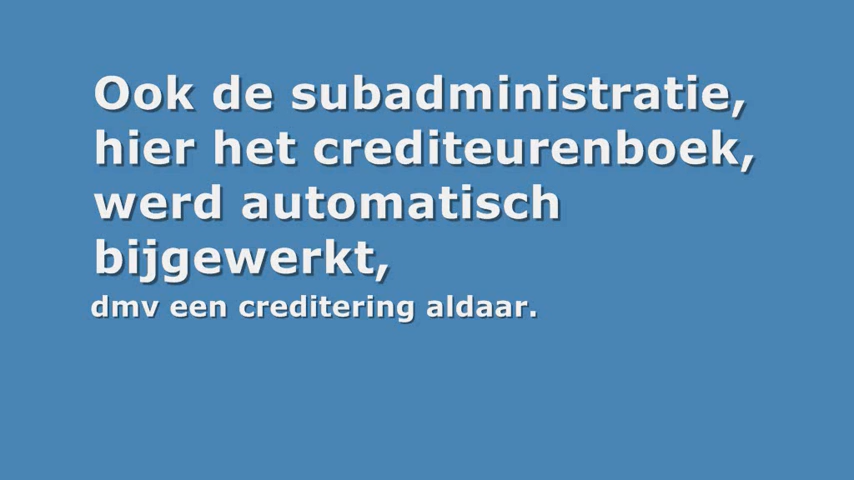 Ook de subadministratie,
hier het crediteurenboek,
werd automatisch
bijgewerkt,
dmv een creditering aldaar.